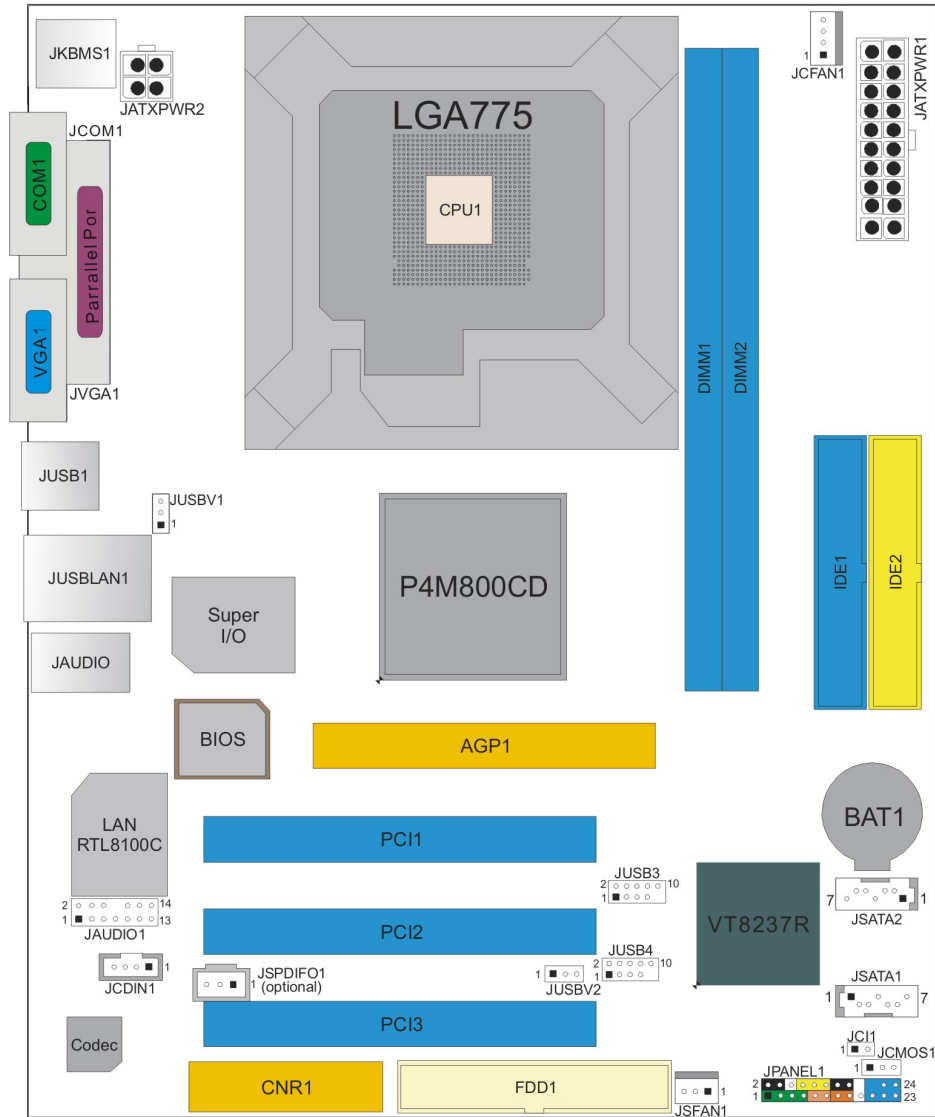 JKBMS1
JATXPWR2
1
JCFAN1
JATXPWR1
LGA775
CPU1
JCOM1
COM1
Parrallel Por
VGA1
JVGA1
DIMM1
DIMM2
JUSB1
JUSBV1
1
JUSBLAN1
Super
I/O
P4M800CD
IDE1
IDE2
JAUDIO
BIOS
AGP1
LAN
RTL8100C
PCI1
BAT1
JUSB3
2 10
1
7 1
JSATA2
2 14
1 13
JAUDIO1
PCI2
VT8237R
JUSB4
2 10
1
1
JCDIN1
1
JSPDIFO1
(optional)
1
JUSBV2
JSATA1
1 7
Codec
PCI3
JCI1
1
JCMOS1
1
CNR1
FDD1
1
JSFAN1
JPANEL1
2 24
1 23